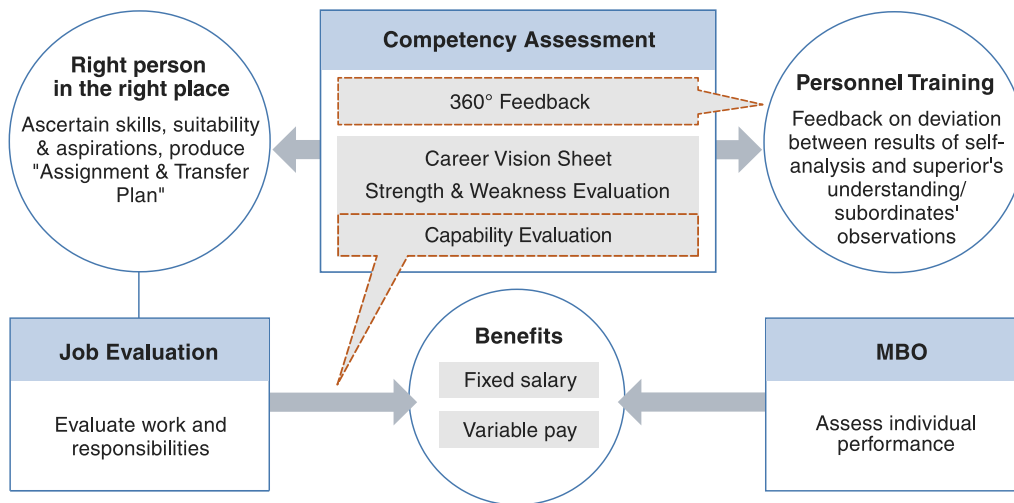 Right person
in the right place
Ascertain skills, suitability
& aspirations, produce
"Assignment & Transfer
Plan"
Competency Assessment
360° Feedback
Career Vision Sheet
Strength & Weakness Evaluation
Capability Evaluation
Personnel Training
Feedback on deviation
between results of self-
analysis and superior's
understanding/
subordinates'
observations
Job Evaluation
Evaluate work and
responsibilities
Benefits
Fixed salary
Variable pay
MBO
Assess individual
performance